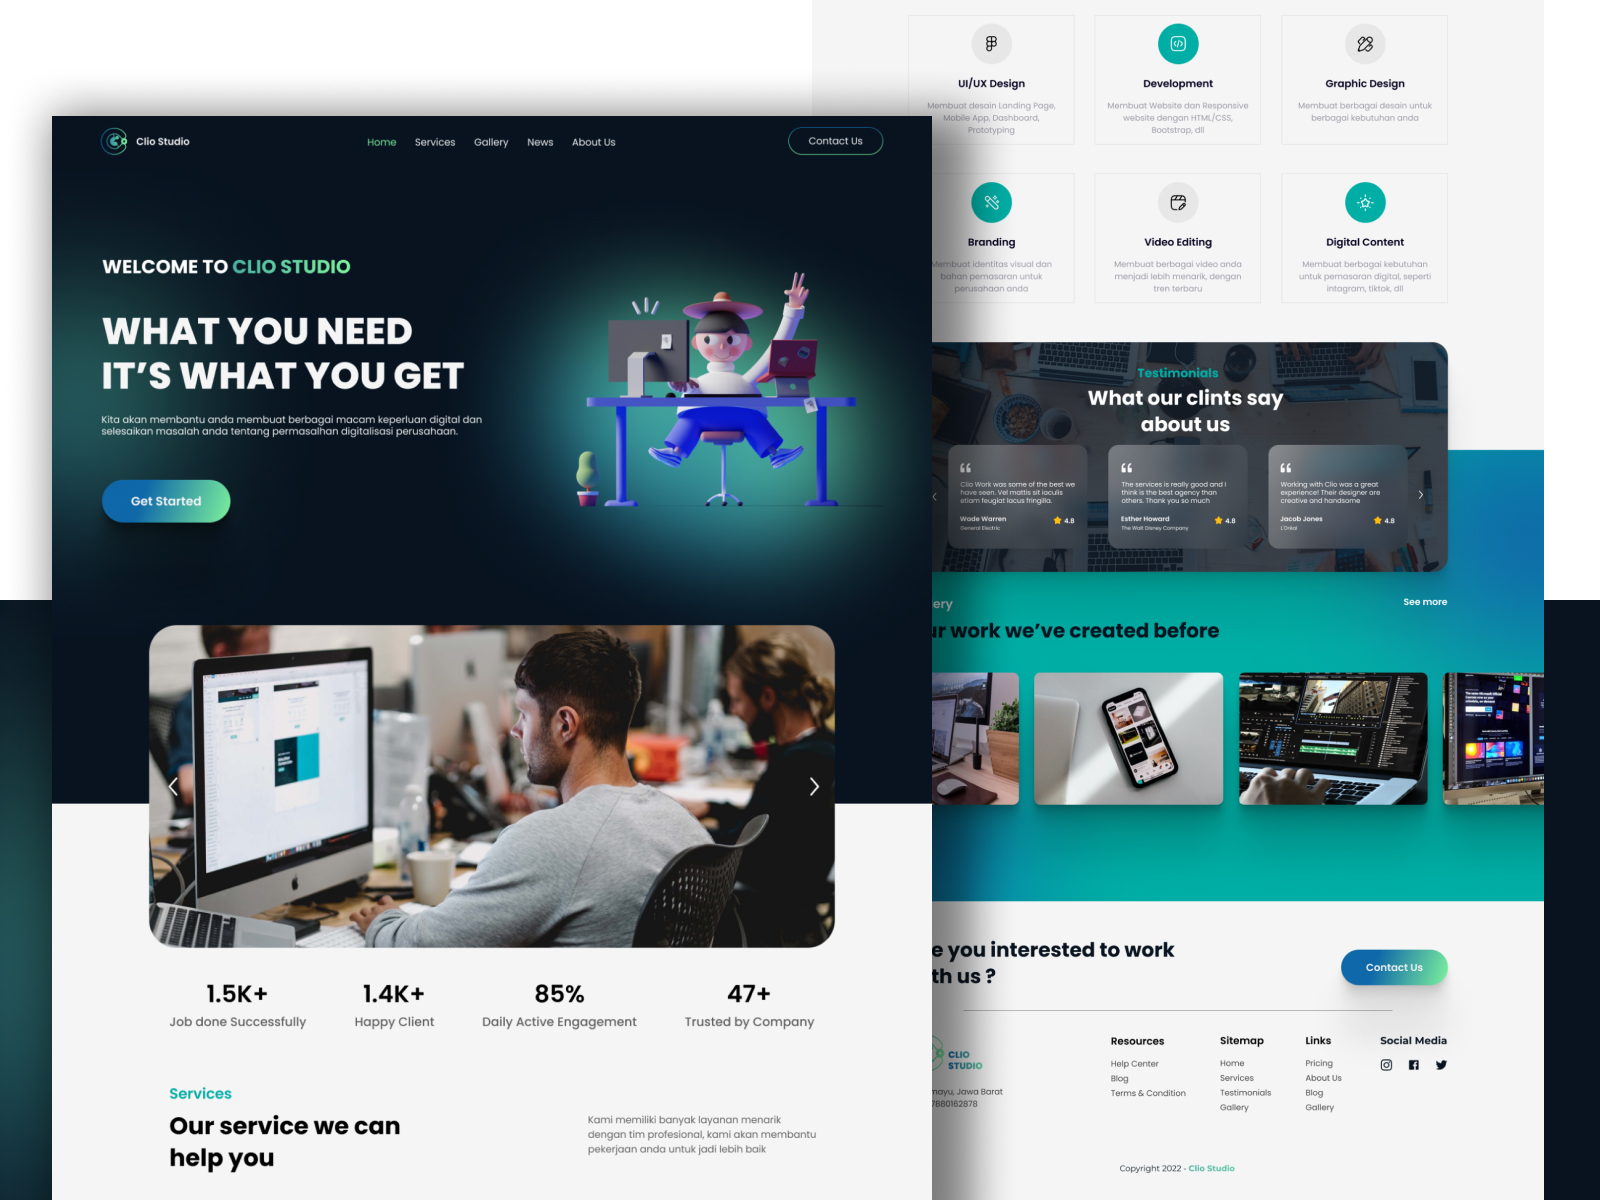 Clio Studio
Home
Services
Gallery
News
About Us
Contact Us
WELCOME TO CLIO STUDIO
WHAT YOU NEED
IT'S WHAT YOU GET
Kita akan membantu anda membuat berbagai macam keperluan digital dan
selesaikan masalah anda tentang permasalhan digitalisasi perusahaan.
Get Started
1.5K+
Job done Successfully
1.4K+
Happy Client
85%
Daily Active Engagement
47+
Trusted by Company
Services
Our service we can
help you
Kami memiliki banyak layanan menarik
dengan tim profesional, kami akan membantu
pekerjaan anda untuk jadi lebih baik
UI/UX Design
Membuat desain Landing Page,
Mobile App, Dashboard,
Prototyping
Development
Membuat Website dan Responsive
website dengan HTML/CSS,
Bootstrap, dll
Graphic Design
Membuat berbagai desain untuk
berbagai kebutuhan anda
Branding
Membuat identitas visual dan
bahan pemasaran untuk
perusahaan anda
Video Editing
Membuat berbagai video anda
menjadi lebih menarik, dengan
tren terbaru
Digital Content
Membuat berbagai kebutuhan
untuk pemasaran digital, seperti
intagram, tiktok, dll
Testimonials
What our clints say
about us
Clio Work was some of the best we
have seen. Vel mattis sit iaculis
etiam feugiat lacus fringilla.
Wade Warren
General Electric
4.8
The services is really good and I
think is the best agency than
others. Thank you so much
Esther Howard
The Walt Disney Company
4.8
Working with Clio was a great
experience! Their designer are
creative and handsome
Jacob Jones
L'Oréal
4.8
ery
See more
ur work we've created before
e you interested to work
th us ?
Contact Us
CLIO
STUDIO
mayu, Jawa Barat
7880162878
Resources
Help Center
Blog
Terms & Condition
Sitemap
Home
Services
Testimonials
Gallery
Links
Pricing
About Us
Blog
Gallery
Social Media
Copyright 2022 - Clio Studio